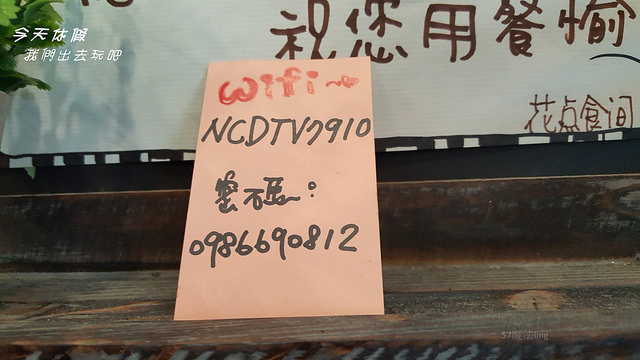 今天休假
我們出去玩吧
祝您用餐愉
花点食间
wifi~
NCDTV7910
密碼:
0986690812